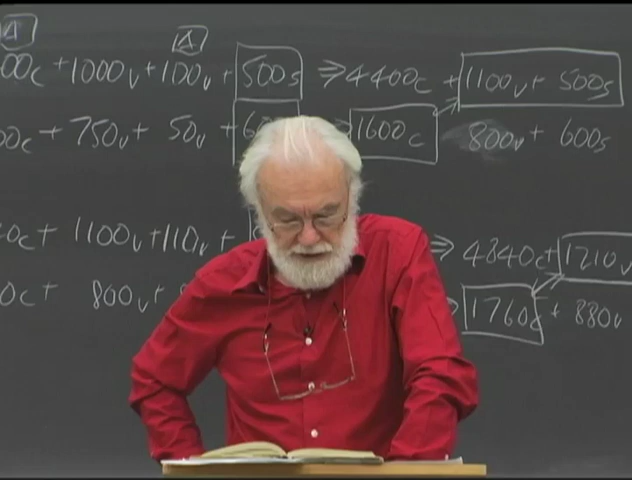 A A
00c + 1000v + 100v + 500s ⇒ 4400c + 1100v + 500s
00c + 750v + 50v + 1600c 800v + 600s
0c + 1100v + 110v + ⇒ 4840c + 1210v
0c + 800v + 1760c + 880v